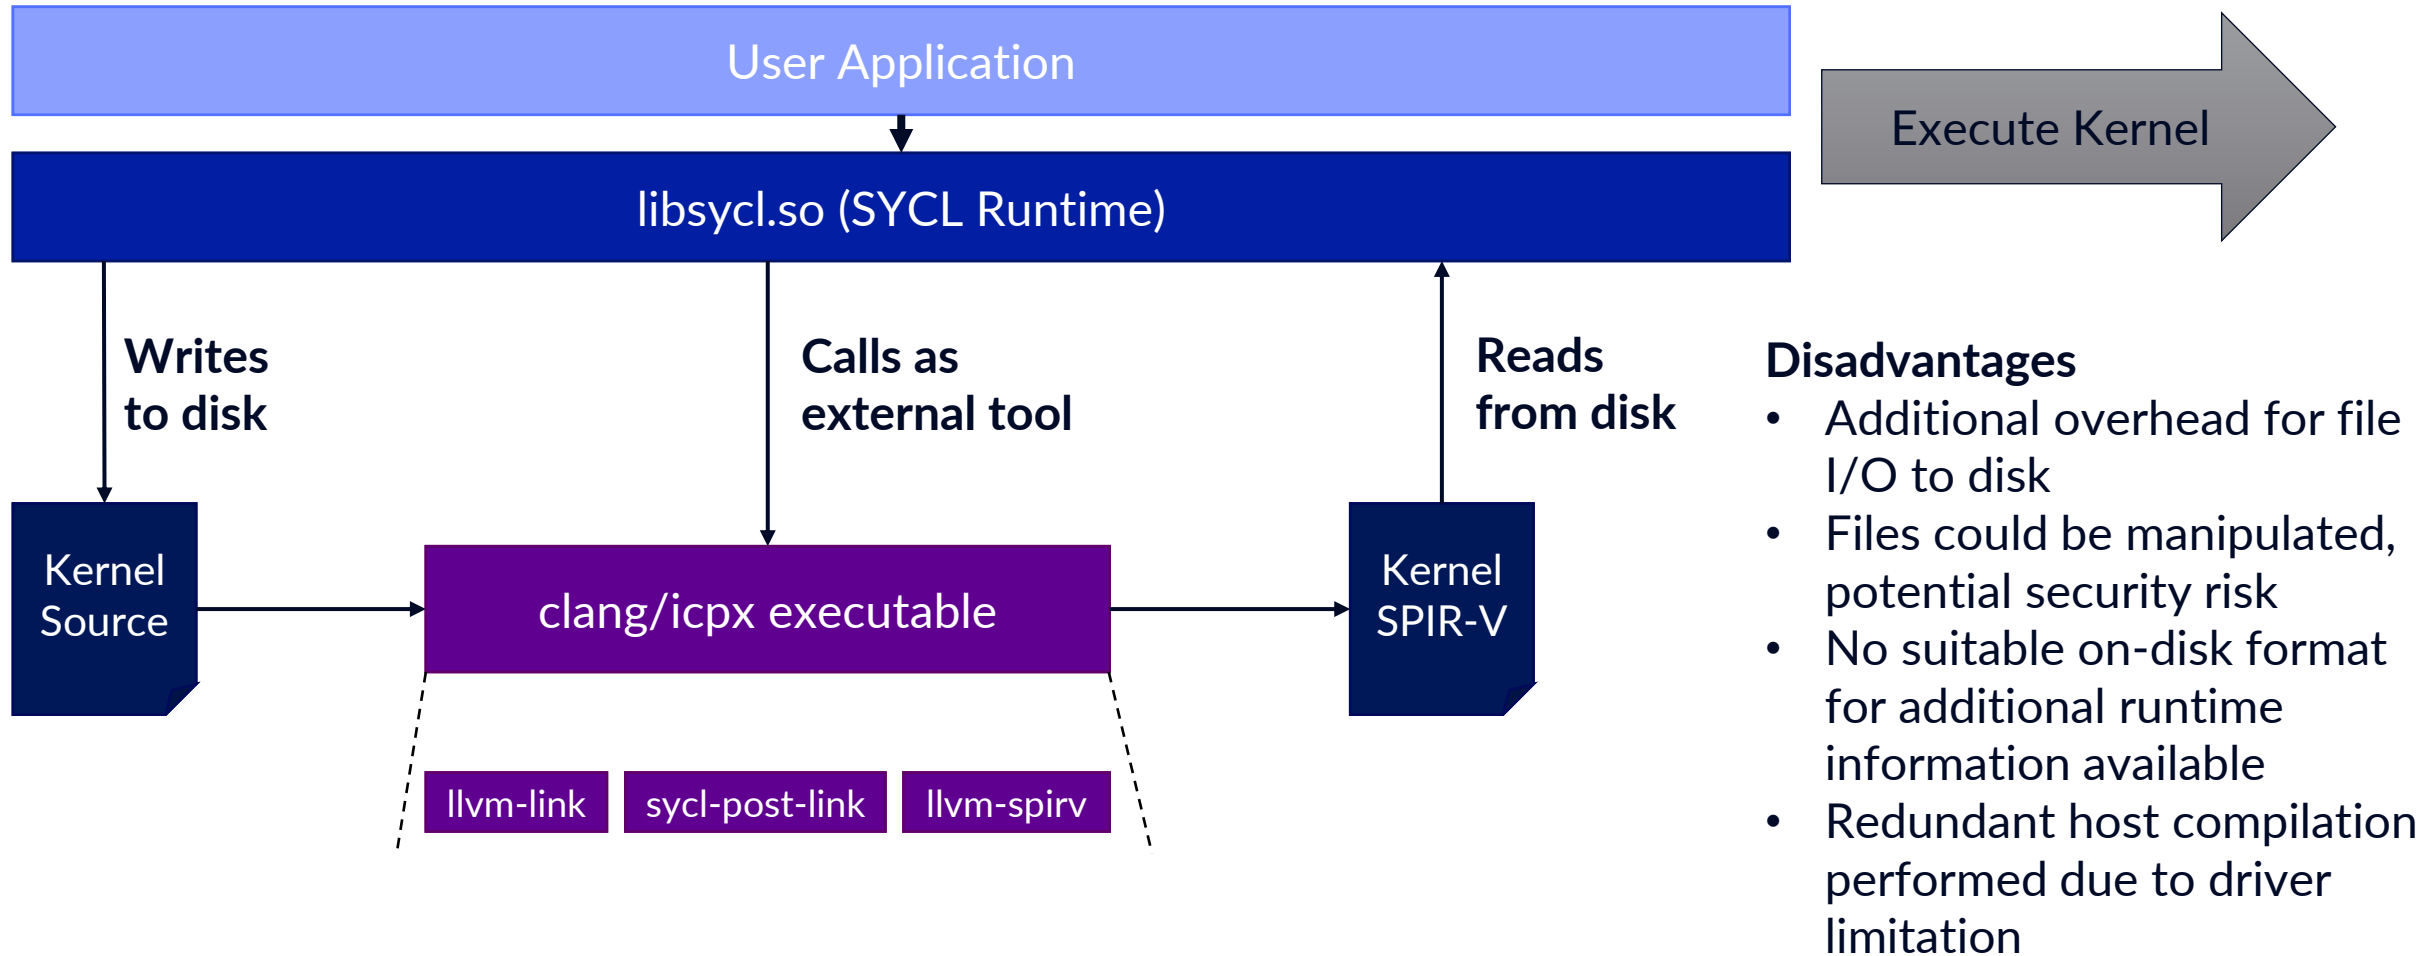 User Application
Execute Kernel
libsycl.so (SYCL Runtime)
Writes
to disk
Calls as
external tool
Reads
from disk
Kernel
Source
clang/icpx executable
Kernel
SPIR-V
llvm-link
sycl-post-link
llvm-spirv
Disadvantages
• Additional overhead for file
I/O to disk
• Files could be manipulated,
potential security risk
• No suitable on-disk format
for additional runtime
information available
• Redundant host compilation
performed due to driver
limitation